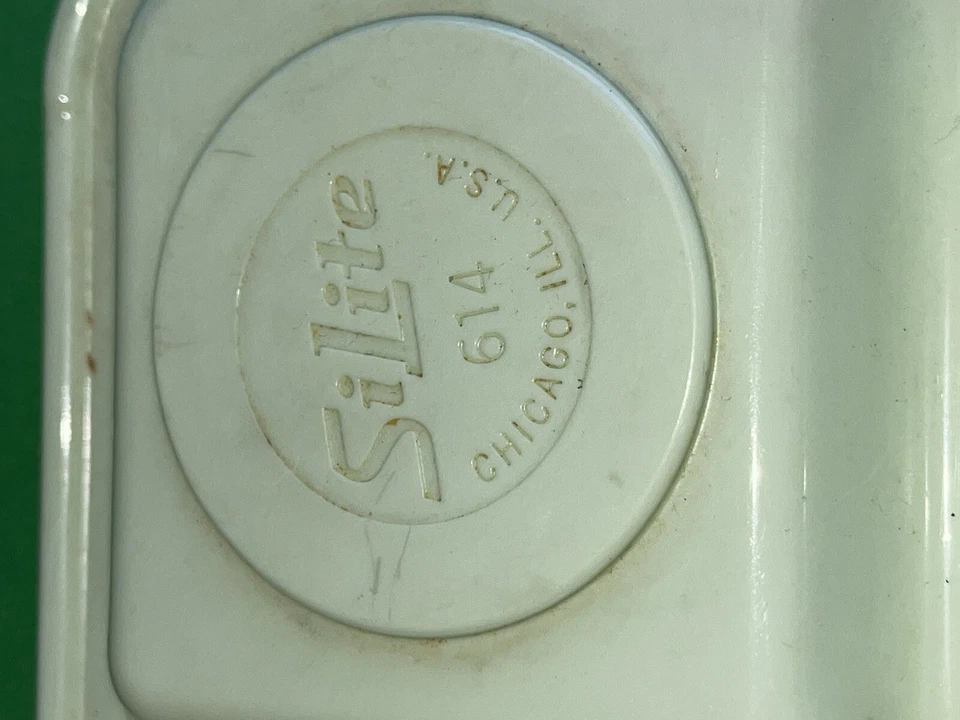 SiLite
614
CHICAGO, ILL. U.S.A.